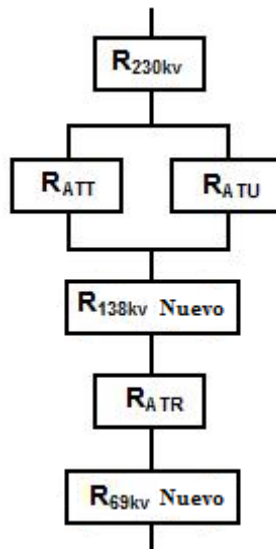 R230kv
RATT
RATU
R138kv Nuevo
RATR
R69kv Nuevo